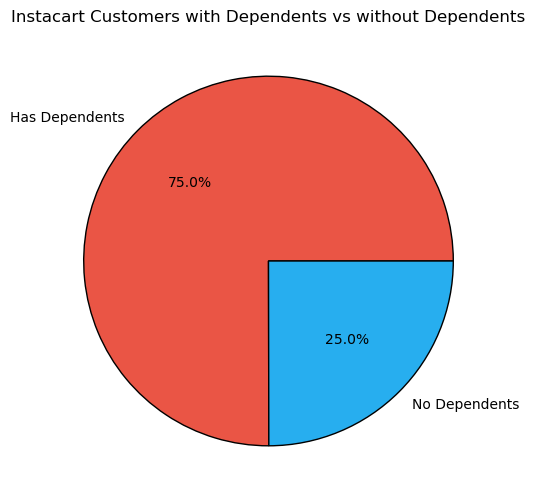 Instacart Customers with Dependents vs without Dependents
Has Dependents
75.0%
25.0%
No Dependents